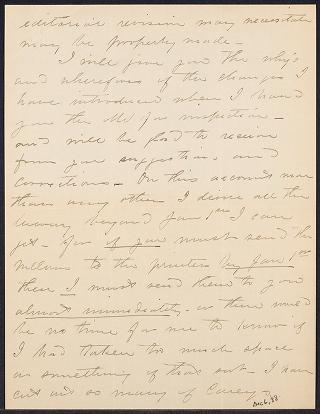 editorial revision may necessitate
may be properly made -
I will give you the why's
and wherefores of the changes I
have introduced when I hand
you the MS for inspection -
and will be glad to receive
from you suggestions and
corrections - On this account more
than any other I desire all the
leeway beyond Jan 1st I can
get - for if you must send the
to the printers by Jan 1st
then I must send them to you
almost immediately - or there would
be no time for me to know if
I had taken too much space
or something of that sort - I have
cut out so many of Carey's
Dec 6, 88.